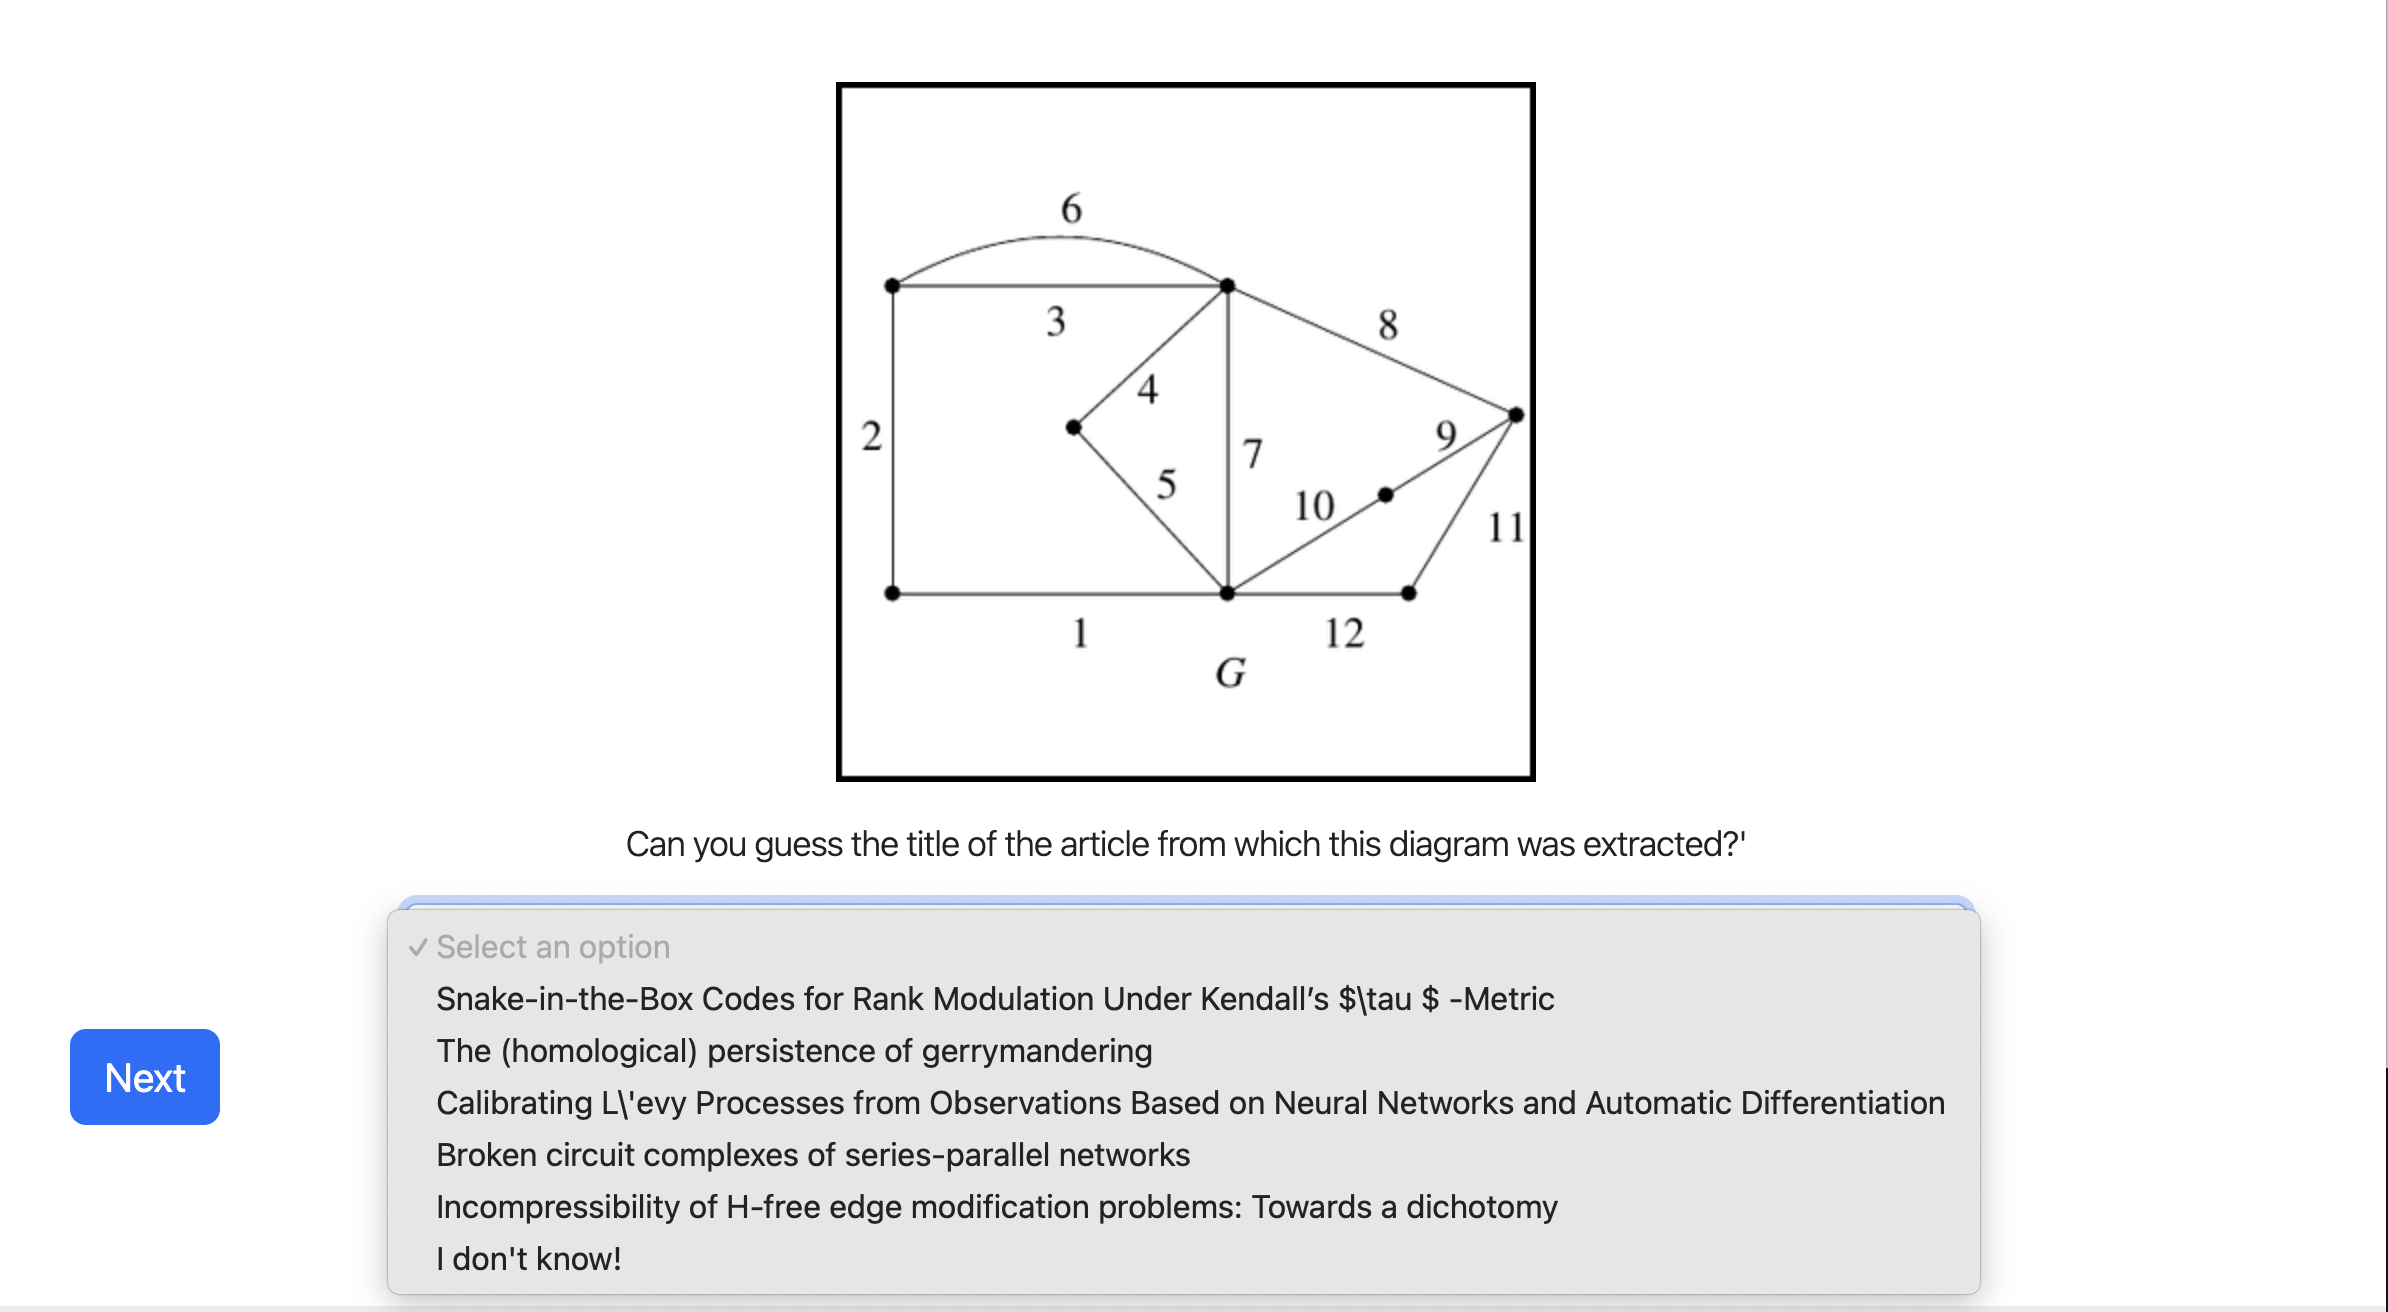 6
3
8
4
2
9
7
5
10
11
1
12
G
Can you guess the title of the article from which this diagram was extracted?'
✓ Select an option
Snake-in-the-Box Codes for Rank Modulation Under Kendall’s $\tau $ -Metric
The (homological) persistence of gerrymandering
Calibrating L\'evy Processes from Observations Based on Neural Networks and Automatic Differentiation
Broken circuit complexes of series-parallel networks
Incompressibility of H-free edge modification problems: Towards a dichotomy
I don't know!
Next